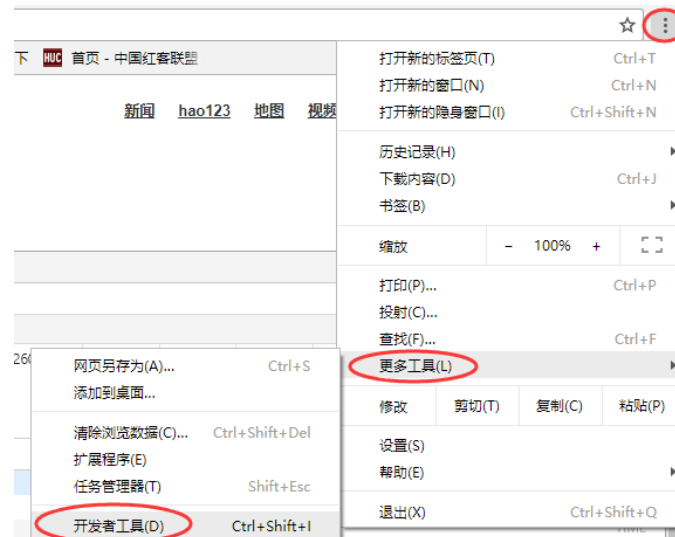 下 HUC 首页 - 中国红客联盟
新闻 hao123 地图 视频
打开新的标签页(T) Ctrl+T
打开新的窗口(N) Ctrl+N
打开新的隐身窗口(I) Ctrl+Shift+N
历史记录(H)
下载内容(D) Ctrl+J
书签(B)
缩放 - 100% +
打印(P)... Ctrl+P
投射(C)...
查找(F)... Ctrl+F
更多工具(L)
修改 剪切(T) 复制(C) 粘贴(P)
设置(S)
帮助(E)
退出(X) Ctrl+Shift+Q
260
网页另存为(A)... Ctrl+S
添加到桌面...
清除浏览数据(C)... Ctrl+Shift+Del
扩展程序(E)
任务管理器(T) Shift+Esc
开发者工具(D) Ctrl+Shift+I